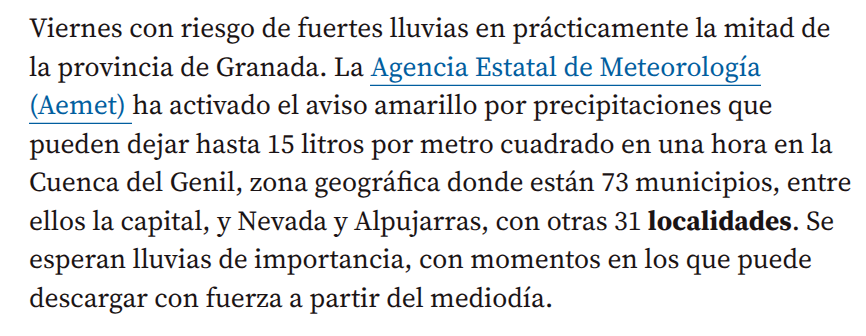 Viernes con riesgo de fuertes lluvias en prácticamente la mitad de
la provincia de Granada. La Agencia Estatal de Meteorología
(Aemet) ha activado el aviso amarillo por precipitaciones que
pueden dejar hasta 15 litros por metro cuadrado en una hora en la
Cuenca del Genil, zona geográfica donde están 73 municipios, entre
ellos la capital, y Nevada y Alpujarras, con otras 31 localidades. Se
esperan lluvias de importancia, con momentos en los que puede
descargar con fuerza a partir del mediodía.